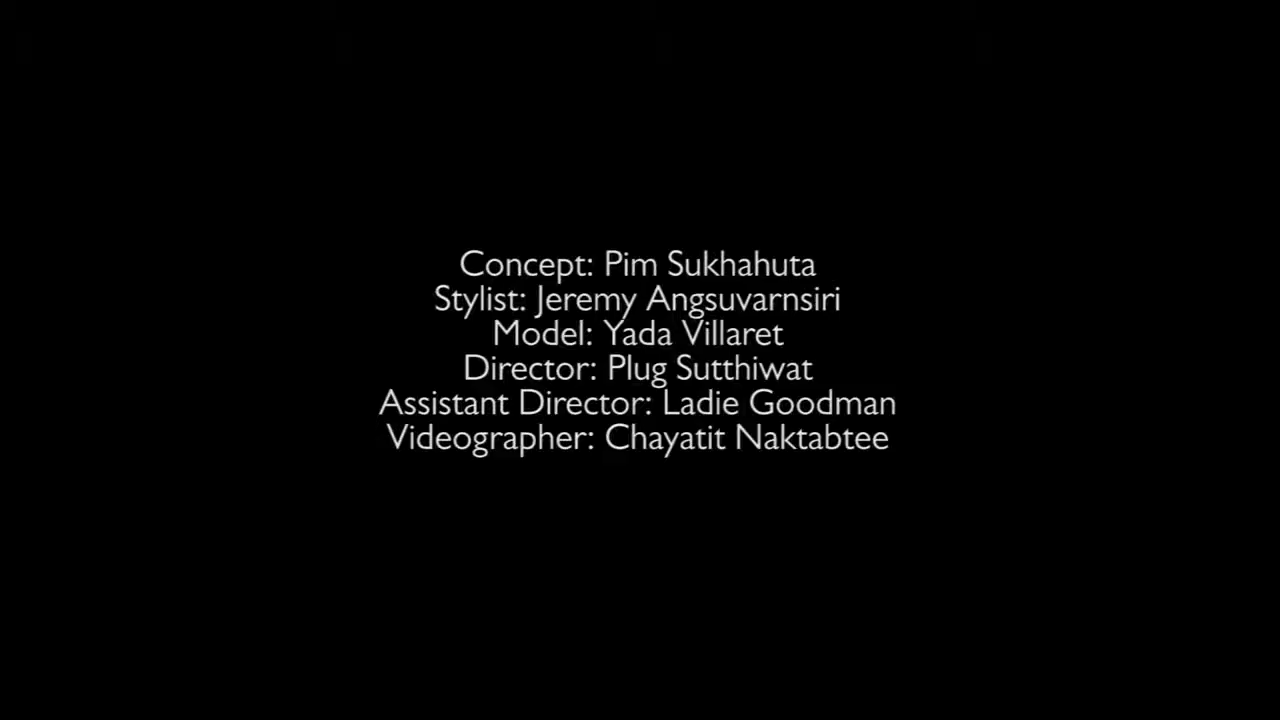 Concept: Pim Sukhahuta
Stylist: Jeremy Angsuvarnsiri
Model: Yada Villaret
Director: Plug Sutthiwat
Assistant Director: Ladie Goodman
Videographer: Chayatit Naktabtee